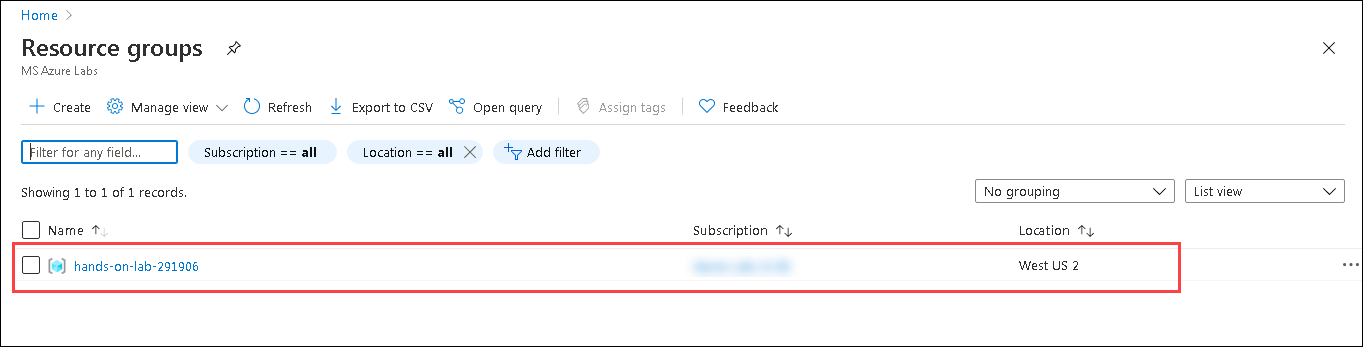 Home
Resource groups
MS Azure Labs
Create Manage view Refresh Export to CSV Open query Assign tags Feedback
Filter for any field... Subscription == all Location == all Add filter
Showing 1 to 1 of 1 records. No grouping List view
Name Subscription Location
hands-on-lab-291906 West US 2